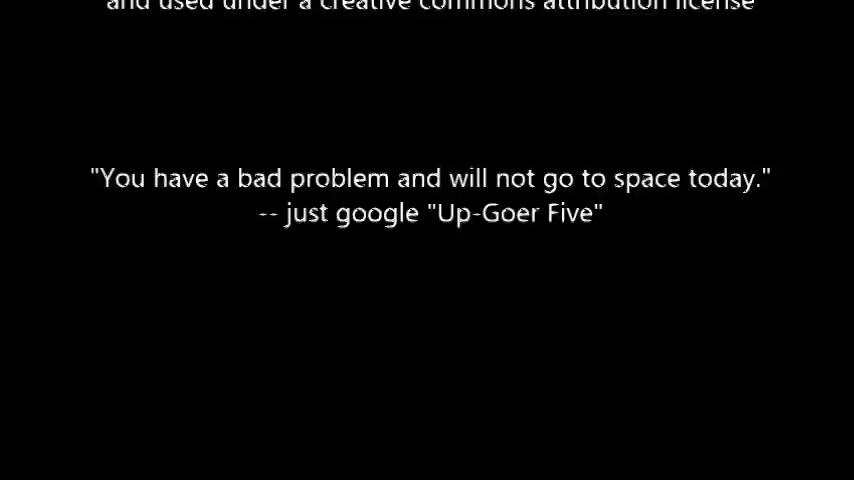 and used under a creative commons attribution license
"You have a bad problem and will not go to space today."
-- just google "Up-Goer Five"